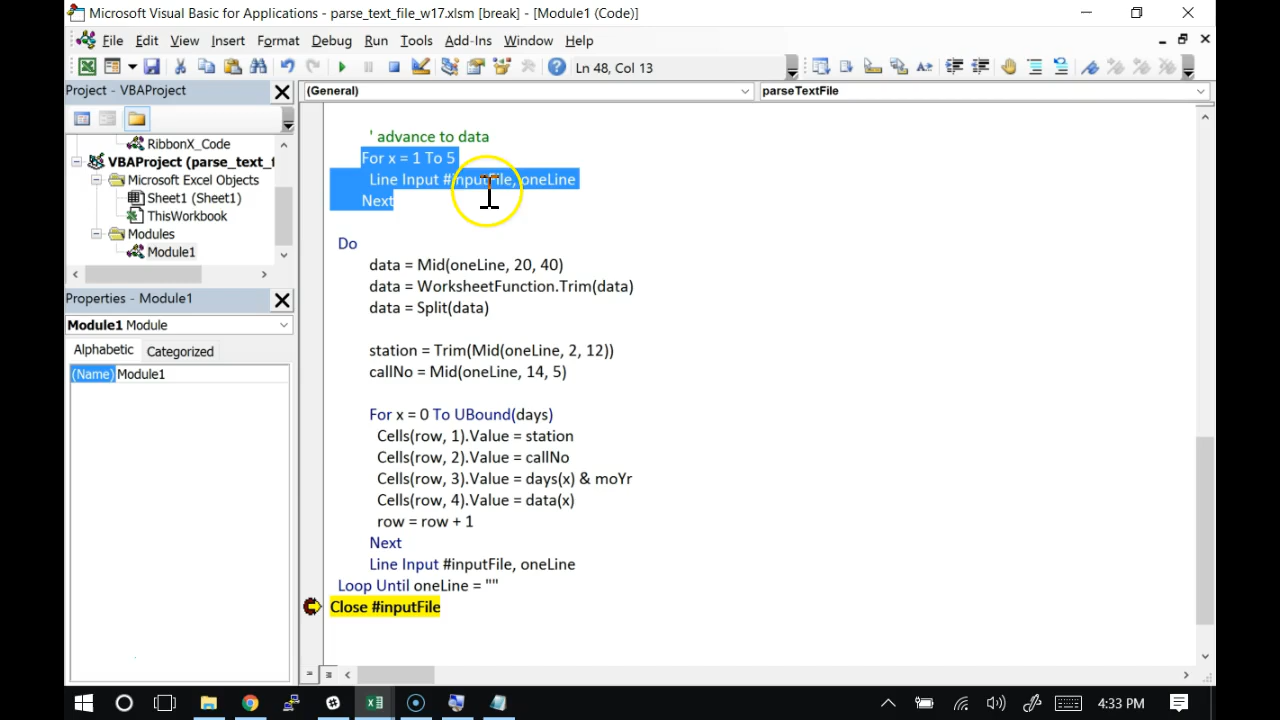 Microsoft Visual Basic for Applications - parse_text_file_w17.xlsm [break] - [Module1 (Code)]
File Edit View Insert Format Debug Run Tools Add-Ins Window Help
Ln 48, Col 13
Project - VBAProject
(General)
parseTextFile
RibbonX_Code
VBAProject (parse_text_f
Microsoft Excel Objects
Sheet1 (Sheet1)
ThisWorkbook
Modules
Module1
Properties - Module1
Module1 Module
Alphabetic Categorized
(Name) Module1
' advance to data
For x = 1 To 5
Line Input #inputFile, oneLine
Next
Do
data = Mid(oneLine, 20, 40)
data = WorksheetFunction.Trim(data)
data = Split(data)
station = Trim(Mid(oneLine, 2, 12))
callNo = Mid(oneLine, 14, 5)
For x = 0 To UBound(days)
Cells(row, 1).Value = station
Cells(row, 2).Value = callNo
Cells(row, 3).Value = days(x) & moYr
Cells(row, 4).Value = data(x)
row = row + 1
Next
Line Input #inputFile, oneLine
Loop Until oneLine = ""
Close #inputFile
4:33 PM